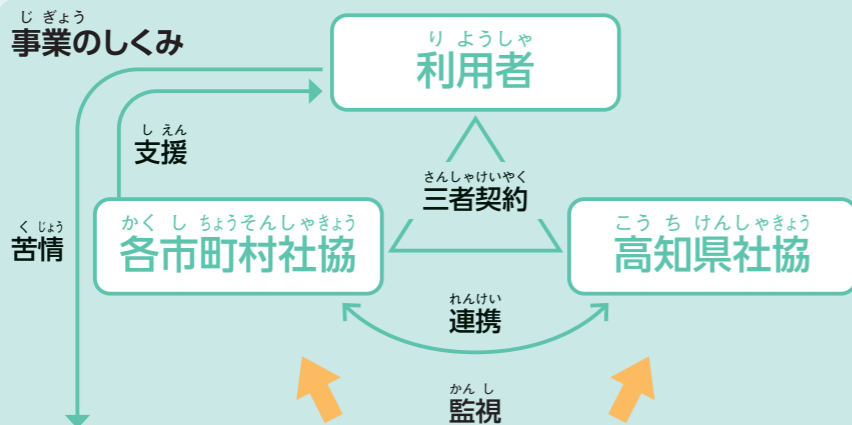 じぎょう
事業のしくみ
りようしゃ
利用者
しえん
支援
さんしゃけいやく
三者契約
くじょう
苦情
かくしちょうそんしゃきょう
各市町村社協
こうちけんしゃきょう
高知県社協
れんけい
連携
かんし
監視